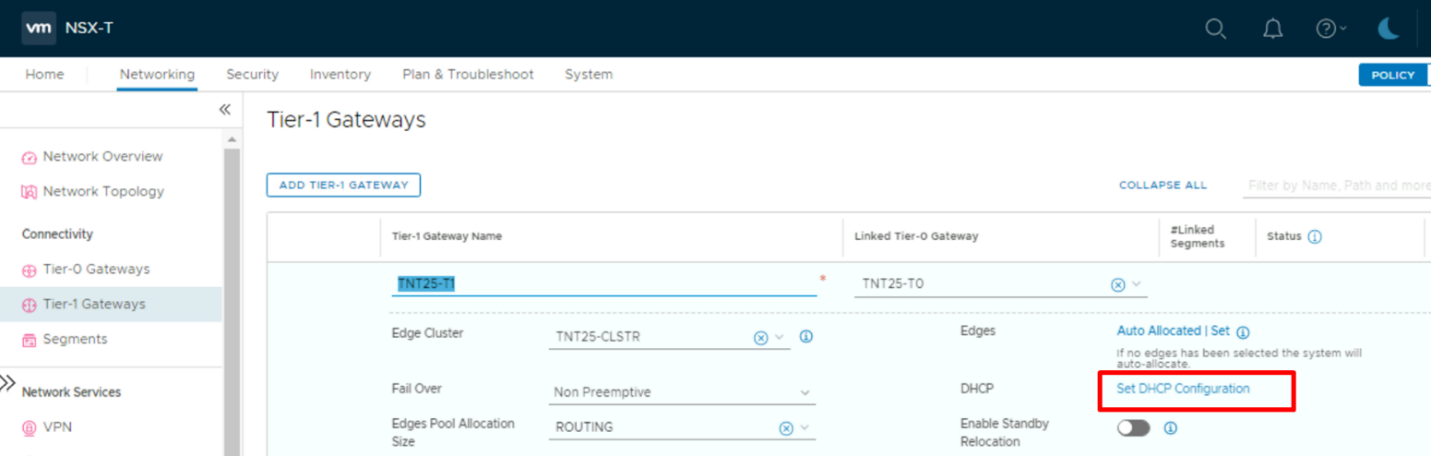 vm NSX-T
Home Networking Security Inventory Plan & Troubleshoot System POLICY
Tier-1 Gateways
Network Overview
Network Topology
Connectivity
Tier-0 Gateways
Tier-1 Gateways
Segments
Network Services
VPN
ADD TIER-1 GATEWAY COLLAPSE ALL Filter by Name, Path and more
Tier-1 Gateway Name Linked Tier-0 Gateway #Linked
Segments Status
TNT25-T1 * TNT25-T0
Edge Cluster TNT25-CLSTR Edges Auto Allocated | Set
If no edges has been selected the system will
auto-allocate.
Fail Over Non Preemptive DHCP Set DHCP Configuration
Edges Pool Allocation
Size ROUTING Enable Standby
Relocation